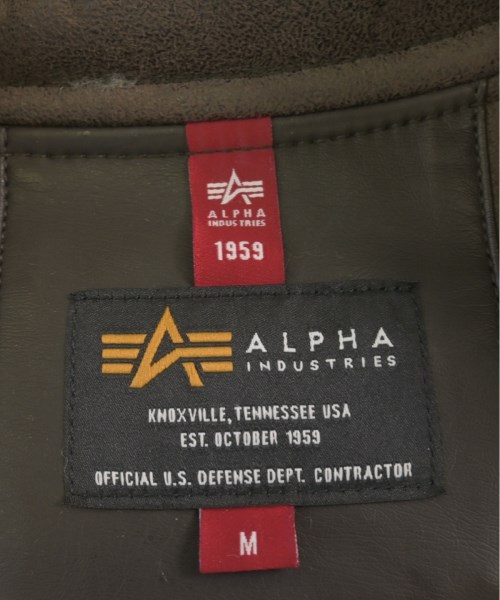 ALPHA
INDUSTRIES
1959
ALPHA
INDUSTRIES
KNOXVILLE, TENNESSEE USA
EST. OCTOBER 1959
OFFICIAL U.S. DEFENSE DEPT. CONTRACTOR
M